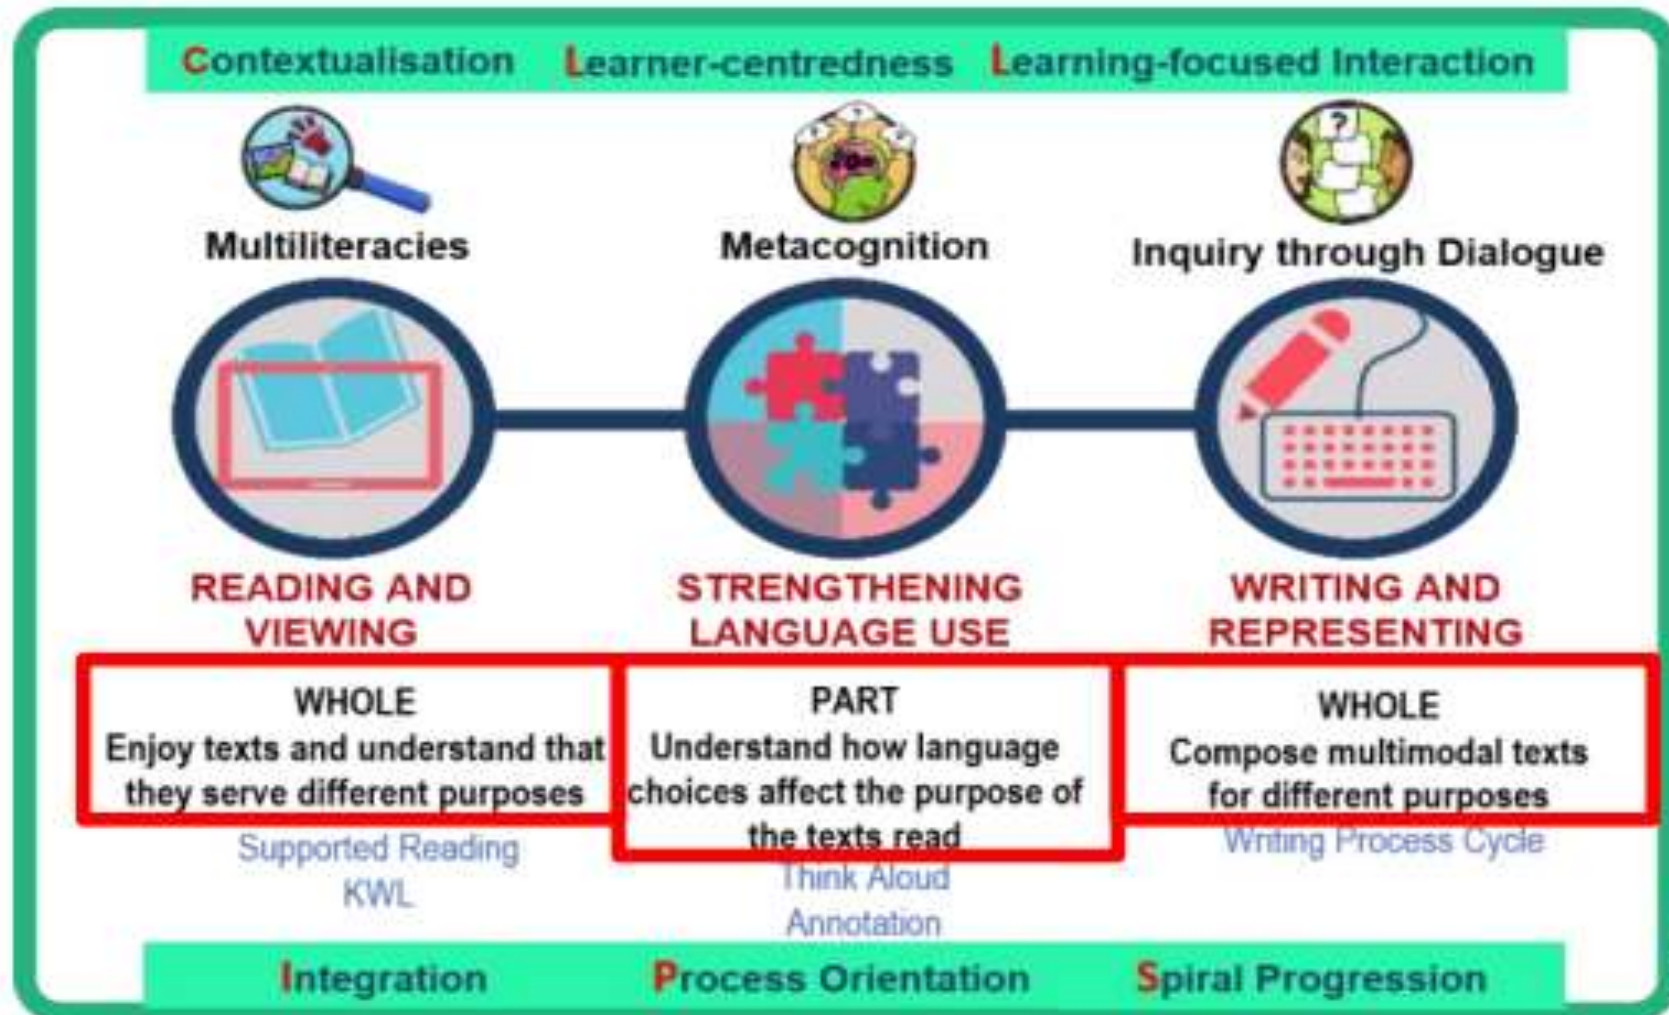 Contextualisation Learner-centredness Learning-focused Interaction
Multiliteracies
Metacognition
Inquiry through Dialogue
READING AND
VIEWING
STRENGTHENING
LANGUAGE USE
WRITING AND
REPRESENTING
WHOLE
Enjoy texts and understand that
they serve different purposes
Supported Reading
KWL
PART
Understand how language
choices affect the purpose of
the texts read
Think Aloud
Annotation
WHOLE
Compose multimodal texts
for different purposes
Writing Process Cycle
Integration Process Orientation Spiral Progression